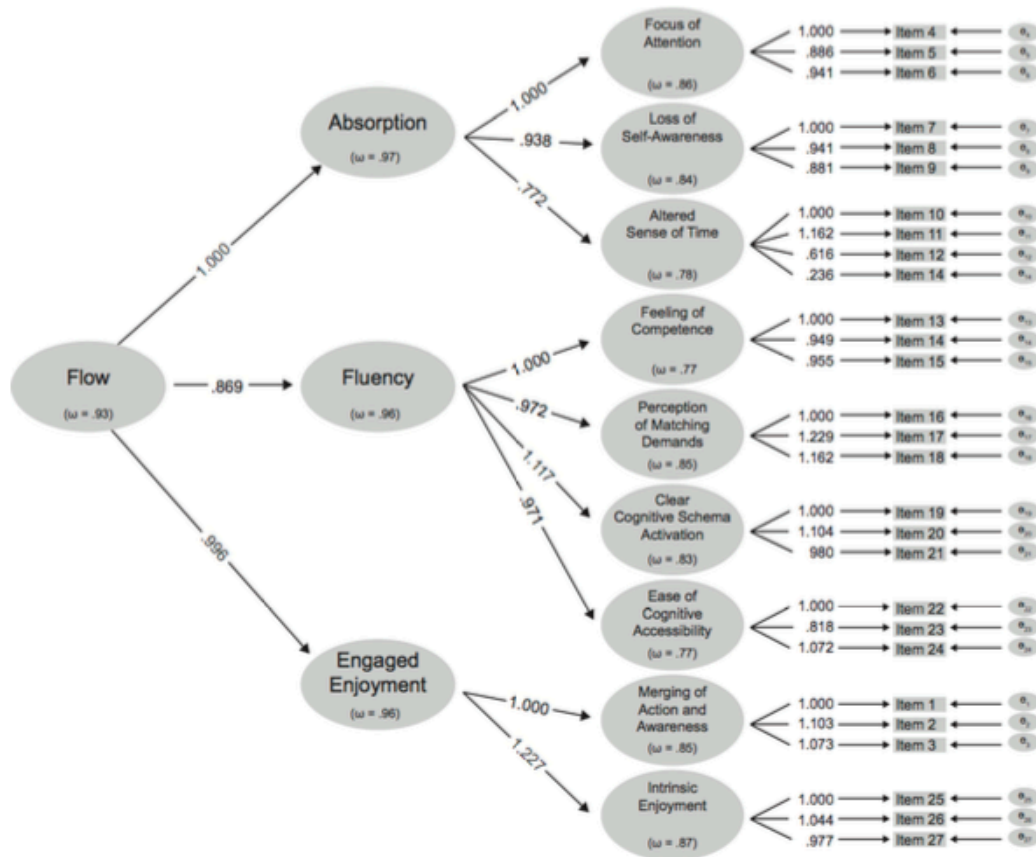 Flow
(ω = .93)
1.000
.869
.996
Absorption
(ω = .97)
1.000
.938
.772
Fluency
(ω = .96)
1.000
.972
1.117
.971
Engaged
Enjoyment
(ω = .96)
1.000
1.227
Focus of
Attention
(ω = .86)
1.000 Item 4
.886 Item 5
.941 Item 6
Loss of
Self-Awareness
(ω = .84)
1.000 Item 7
.941 Item 8
.881 Item 9
Altered
Sense of Time
(ω = .78)
1.000 Item 10
1.162 Item 11
.616 Item 12
.236 Item 14
Feeling of
Competence
(ω = .77
1.000 Item 13
.949 Item 14
.955 Item 15
Perception
of Matching
Demands
(ω = .85)
1.000 Item 16
1.229 Item 17
1.162 Item 18
Clear
Cognitive Schema
Activation
(ω = .83)
1.000 Item 19
1.104 Item 20
980 Item 21
Ease of
Cognitive
Accessibility
(ω = .77)
1.000 Item 22
.818 Item 23
1.072 Item 24
Merging of
Action and
Awareness
(ω = .85)
1.000 Item 1
1.103 Item 2
1.073 Item 3
Intrinsic
Enjoyment
(ω = .87)
1.000 Item 25
1.044 Item 26
.977 Item 27